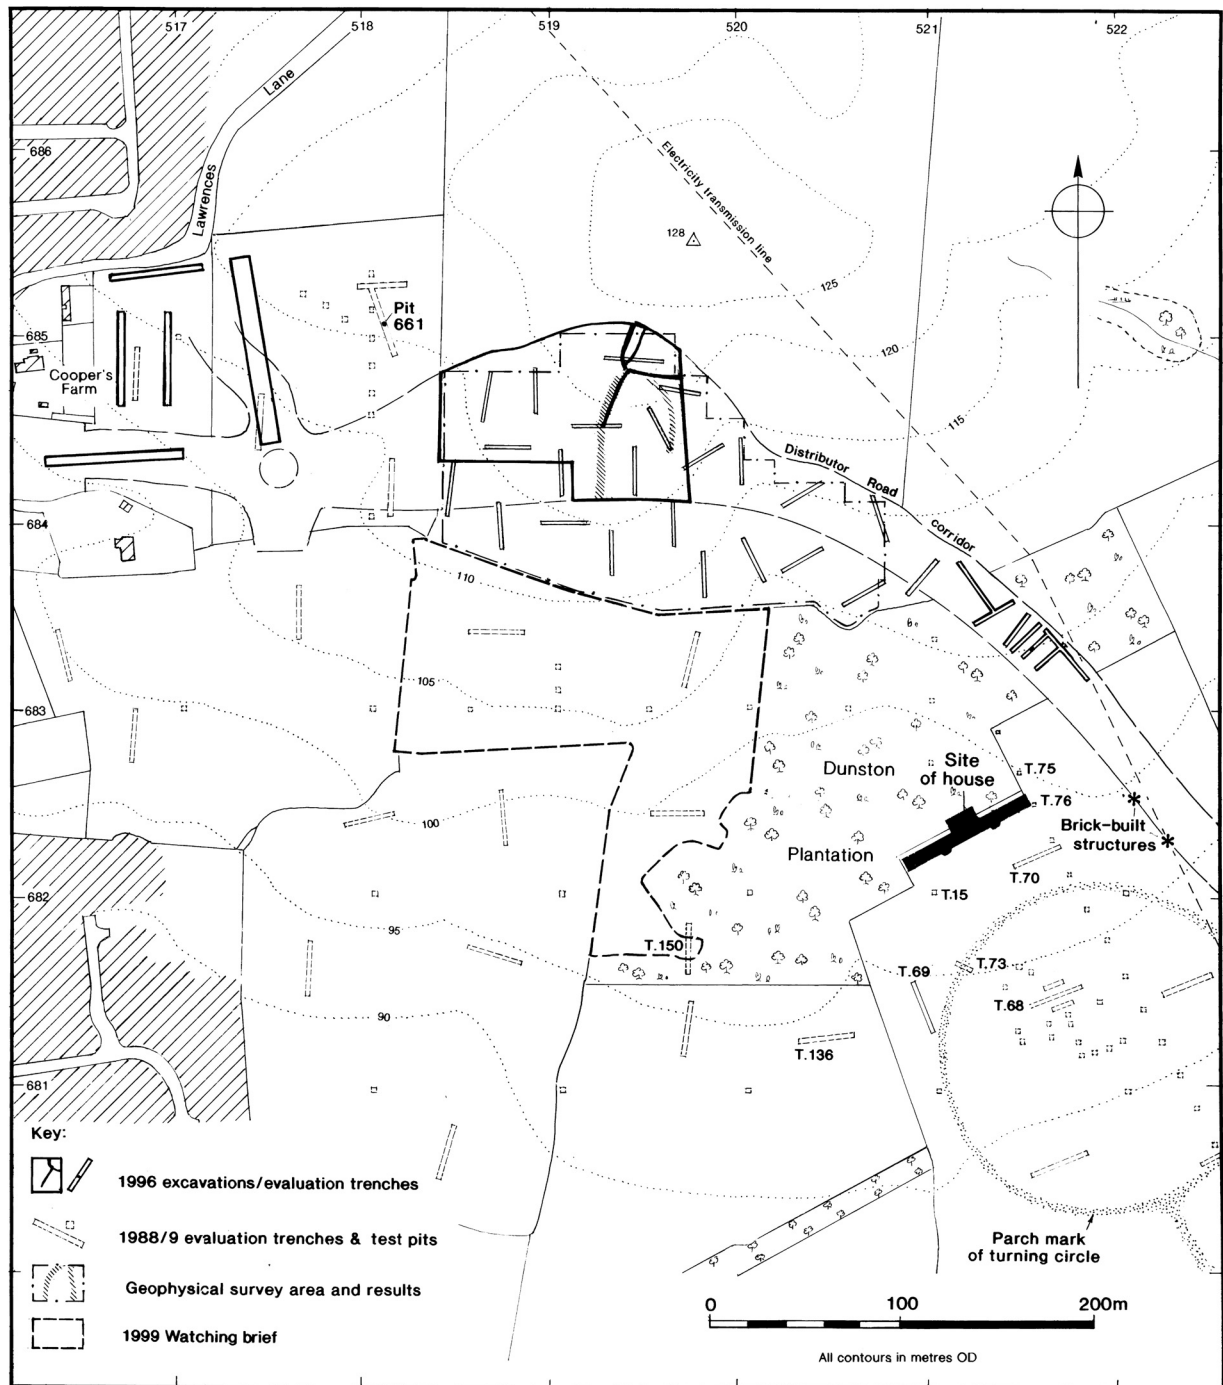 517
518
519
520
521
522
Lane
Lawrences
686
Electricity transmission line
128
125
Pit
661
685
120
Cooper's
Farm
115
Distributor Road corridor
684
110
105
683
Dunston
Site
of house
T.75
T.76
100
Brick-built
structures
Plantation
T.70
682
T.15
95
T.150
T.73
T.69
T.68
90
T.136
681
Key:
1996 excavations/evaluation trenches
1988/9 evaluation trenches & test pits
Parch mark
of turning circle
Geophysical survey area and results
0 100 200m
1999 Watching brief
All contours in metres OD